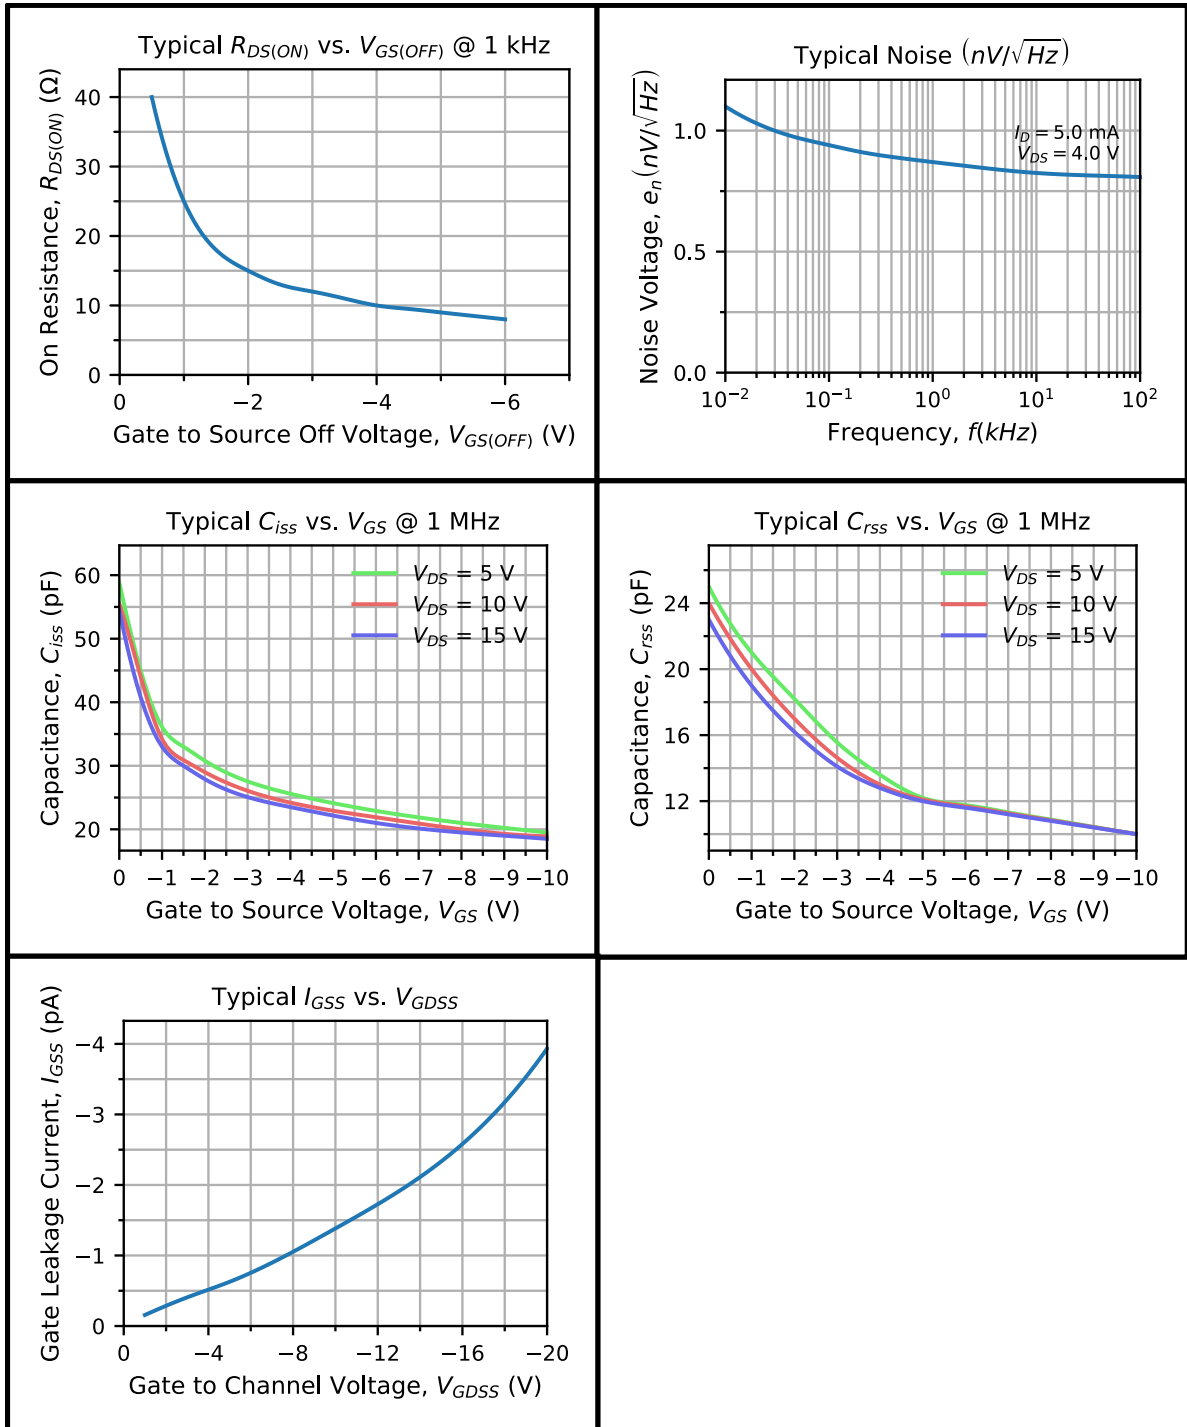 Typical R_DS(ON) vs. V_GS(OFF) @ 1 kHz
On Resistance, R_DS(ON) (Ω)
40
30
20
10
0
0 −2 −4 −6
Gate to Source Off Voltage, V_GS(OFF) (V)
Typical Noise (nV/√Hz)
Noise Voltage, e_n (nV/√Hz)
1.0
0.5
0.0
I_D = 5.0 mA
V_DS = 4.0 V
10^−2 10^−1 10^0 10^1 10^2
Frequency, f(kHz)
Typical C_iss vs. V_GS @ 1 MHz
Capacitance, C_iss (pF)
60
50
40
30
20
V_DS = 5 V
V_DS = 10 V
V_DS = 15 V
0 −1 −2 −3 −4 −5 −6 −7 −8 −9 −10
Gate to Source Voltage, V_GS (V)
Typical C_rss vs. V_GS @ 1 MHz
Capacitance, C_rss (pF)
24
20
16
12
V_DS = 5 V
V_DS = 10 V
V_DS = 15 V
0 −1 −2 −3 −4 −5 −6 −7 −8 −9 −10
Gate to Source Voltage, V_GS (V)
Typical I_GSS vs. V_GDSS
Gate Leakage Current, I_GSS (pA)
−4
−3
−2
−1
0
0 −4 −8 −12 −16 −20
Gate to Channel Voltage, V_GDSS (V)